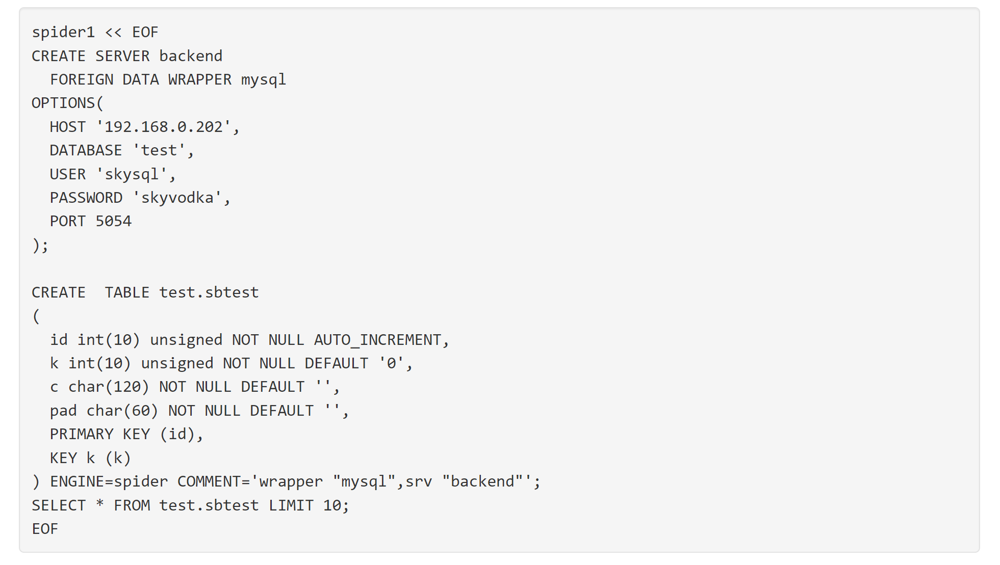 spider1 << EOF
CREATE SERVER backend
  FOREIGN DATA WRAPPER mysql
OPTIONS(
  HOST '192.168.0.202',
  DATABASE 'test',
  USER 'skysql',
  PASSWORD 'skyvodka',
  PORT 5054
);

CREATE  TABLE test.sbtest
(
  id int(10) unsigned NOT NULL AUTO_INCREMENT,
  k int(10) unsigned NOT NULL DEFAULT '0',
  c char(120) NOT NULL DEFAULT '',
  pad char(60) NOT NULL DEFAULT '',
  PRIMARY KEY (id),
  KEY k (k)
) ENGINE=spider COMMENT='wrapper "mysql",srv "backend"';
SELECT * FROM test.sbtest LIMIT 10;
EOF